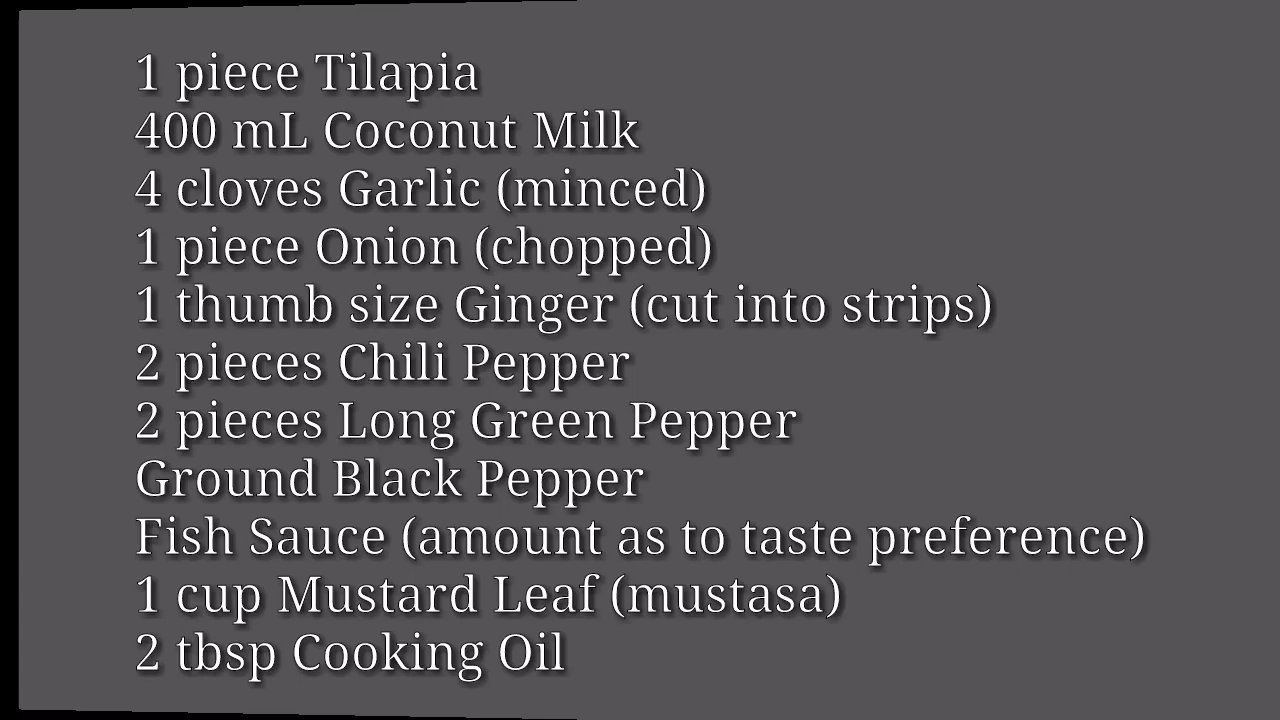 1 piece Tilapia
400 mL Coconut Milk
4 cloves Garlic (minced)
1 piece Onion (chopped)
1 thumb size Ginger (cut into strips)
2 pieces Chili Pepper
2 pieces Long Green Pepper
Ground Black Pepper
Fish Sauce (amount as to taste preference)
1 cup Mustard Leaf (mustasa)
2 tbsp Cooking Oil